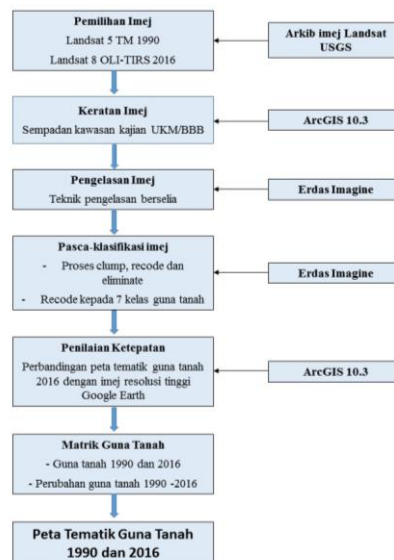 Pemilihan Imej
Landsat 5 TM 1990
Landsat 8 OLI-TIRS 2016
Arkib imej Landsat
USGS
Keratan Imej
Sempadan kawasan kajian UKM/BBB
ArcGIS 10.3
Pengelasan Imej
Teknik pengelasan berselia
Erdas Imagine
Pasca-klasifikasi imej
- Proses clump, recode dan
eliminate
- Recode kepada 7 kelas guna tanah
Erdas Imagine
Penilaian Ketepatan
Perbandingan peta tematik guna tanah
2016 dengan imej resolusi tinggi
Google Earth
ArcGIS 10.3
Matrik Guna Tanah
- Guna tanah 1990 dan 2016
- Perubahan guna tanah 1990 -2016
Peta Tematik Guna Tanah
1990 dan 2016